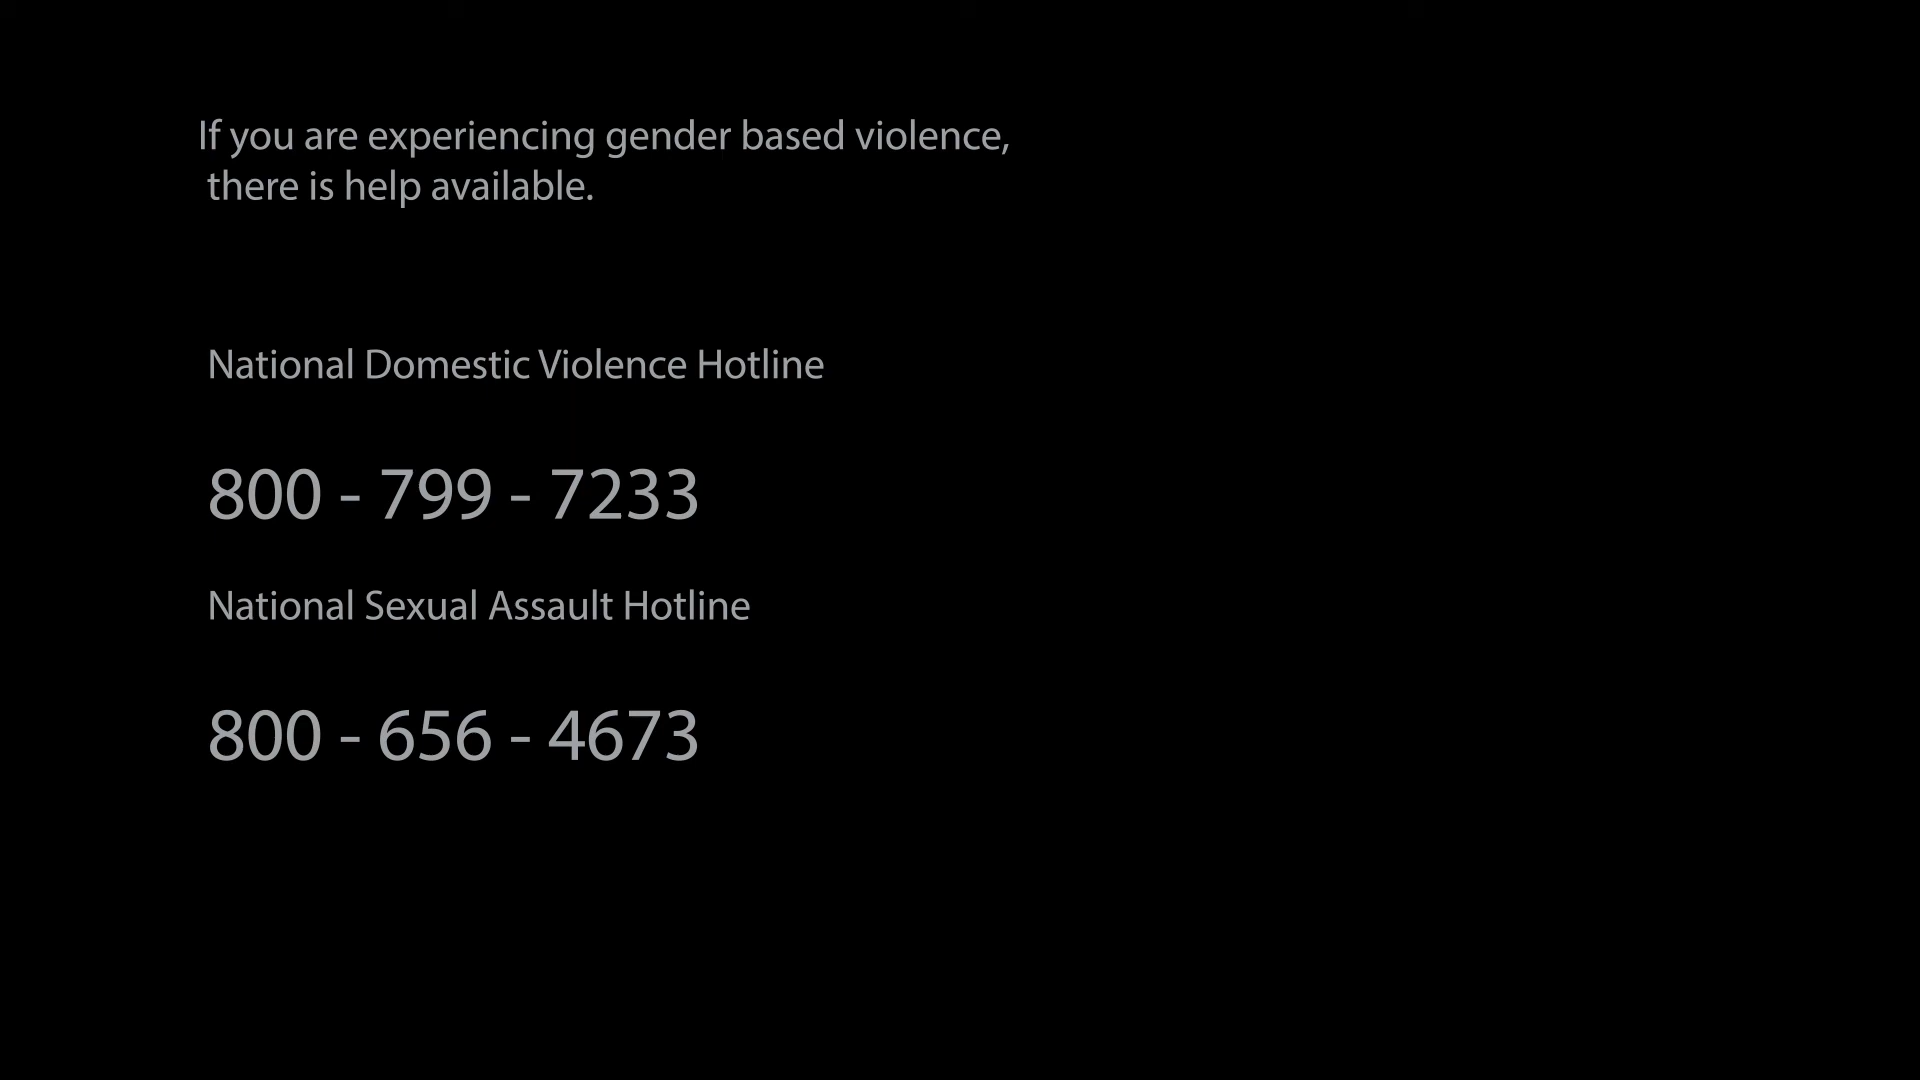 If you are experiencing gender based violence,
there is help available.
National Domestic Violence Hotline
800 - 799 - 7233
National Sexual Assault Hotline
800 - 656 - 4673